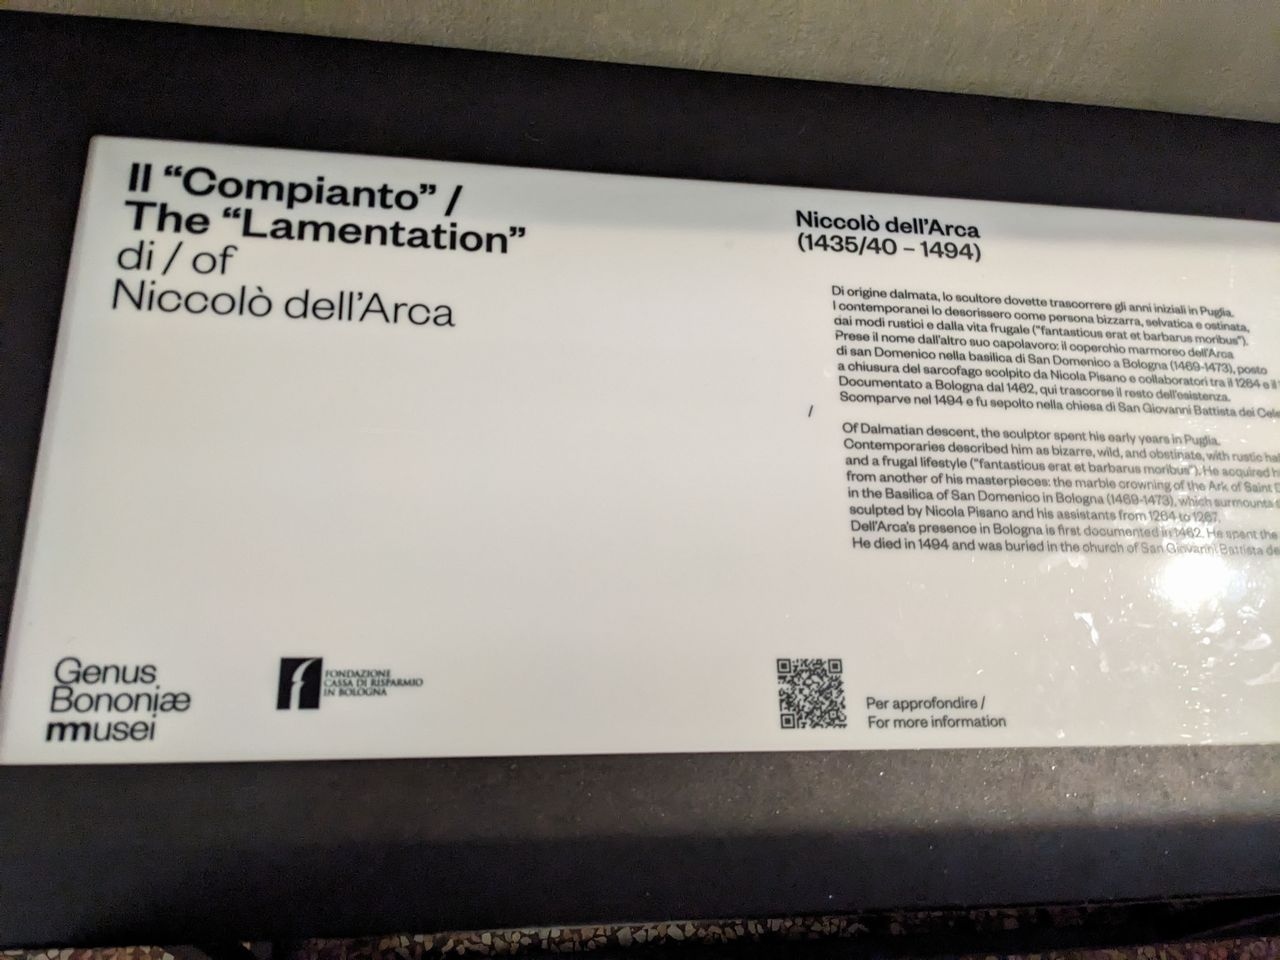 Il “Compianto” /
The “Lamentation”
di / of
Niccolò dell’Arca
Niccolò dell’Arca
(1435/40 – 1494)
Di origine dalmata, lo scultore dovette trascorrere gli anni iniziali in Puglia.
I contemporanei lo descrissero come persona bizzarra, selvatica e ostinata,
dai modi rustici e dalla vita frugale (“fantasticus erat et barbarus moribus”).
Prese il nome dall’altro suo capolavoro: il coperchio marmoreo dell’Arca
di san Domenico nella basilica di San Domenico a Bologna (1469-1473), posto
a chiusura del sarcofago scolpito da Nicola Pisano e collaboratori tra il 1264 e il
Documentato a Bologna dal 1462, qui trascorse il resto dell’esistenza.
Scomparve nel 1494 e fu sepolto nella chiesa di San Giovanni Battista dei Cele
/
Of Dalmatian descent, the sculptor spent his early years in Puglia.
Contemporaries described him as bizarre, wild, and obstinate, with rustic ha
and a frugal lifestyle (“fantasticus erat et barbarus moribus”). He acquired h
from another of his masterpieces: the marble crowning of the Ark of Saint D
in the Basilica of San Domenico in Bologna (1469-1473), which surmounts
sculpted by Nicola Pisano and his assistants from 1264 to 1267.
Dell’Arca’s presence in Bologna is first documented in 1462. He spent the
He died in 1494 and was buried in the church of San Giovanni Battista de
Genus
Bononiæ
musei
FONDAZIONE
CASSA DI RISPARMIO
IN BOLOGNA
Per approfondire /
For more information